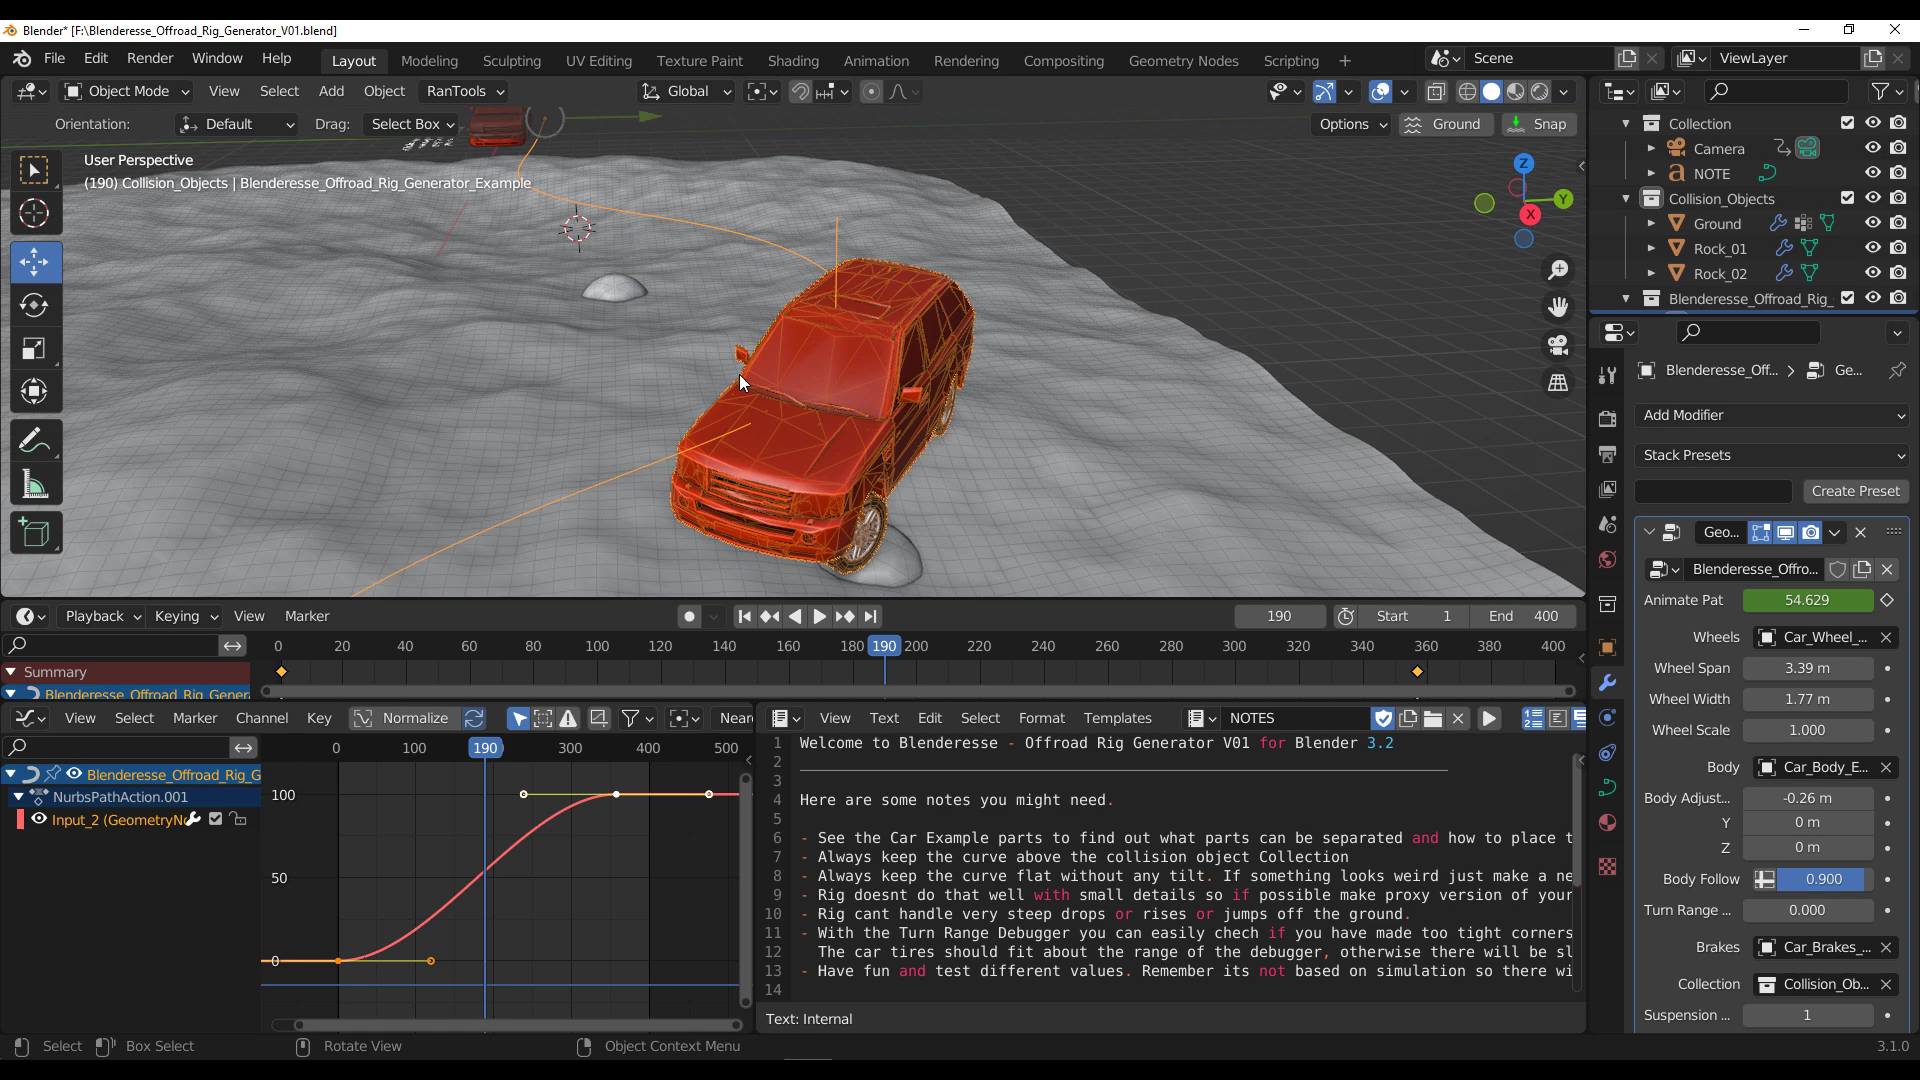 Blender* [F:\Blenderesse_Offroad_Rig_Generator_V01.blend]
File Edit Render Window Help Layout Modeling Sculpting UV Editing Texture Paint Shading Animation Rendering Compositing Geometry Nodes Scripting + Scene ViewLayer
Object Mode View Select Add Object RanTools Global
Orientation: Default Drag: Select Box Options Ground Snap
User Perspective
(190) Collision_Objects | Blenderesse_Offroad_Rig_Generator_Example
Z
Y
X
Collection
Camera
NOTE
Collision_Objects
Ground
Rock_01
Rock_02
Blenderesse_Offroad_Rig_
Blenderesse_Off... > Ge...
Add Modifier
Stack Presets
Create Preset
Geo...
Blenderesse_Offro...
Animate Pat 54.629
Wheels Car_Wheel_...
Wheel Span 3.39 m
Wheel Width 1.77 m
Wheel Scale 1.000
Body Car_Body_E...
Body Adjust... -0.26 m
Y 0 m
Z 0 m
Body Follow 0.900
Turn Range ... 0.000
Brakes Car_Brakes_...
Collection Collision_Ob...
Suspension ... 1
Playback Keying View Marker 190 Start 1 End 400
0 20 40 60 80 100 120 140 160 180 190 200 220 240 260 280 300 320 340 360 380 400
Summary
Blenderesse_Offroad_Rig_Genera
View Select Marker Channel Key Normalize Near
0 100 190 300 400 500
Blenderesse_Offroad_Rig_G
NurbsPathAction.001
Input_2 (GeometryNo
100
50
0
View Text Edit Select Format Templates NOTES
1 Welcome to Blenderesse - Offroad Rig Generator V01 for Blender 3.2
2
3
4 Here are some notes you might need.
5
6 - See the Car Example parts to find out what parts can be separated and how to place t
7 - Always keep the curve above the collision object Collection
8 - Always keep the curve flat without any tilt. If something looks weird just make a ne
9 - Rig doesnt do that well with small details so if possible make proxy version of your
10 - Rig cant handle very steep drops or rises or jumps off the ground.
11 - With the Turn Range Debugger you can easily chech if you have made too tight corners
12 The car tires should fit about the range of the debugger, otherwise there will be sl
13 - Have fun and test different values. Remember its not based on simulation so there wi
14
Text: Internal
Select Box Select Rotate View Object Context Menu 3.1.0